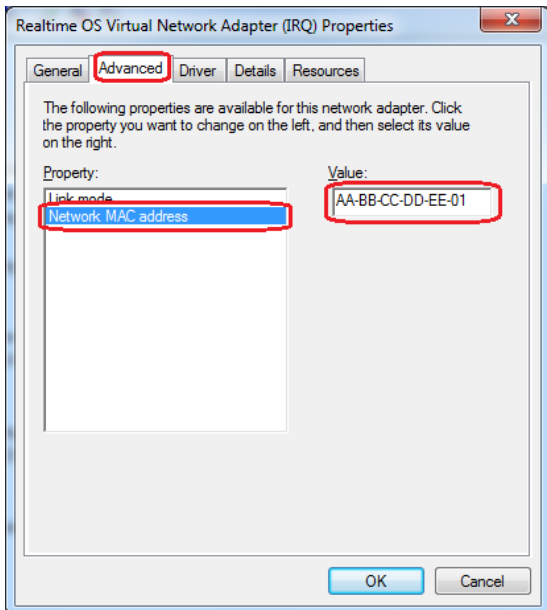 Realtime OS Virtual Network Adapter (IRQ) Properties
General Advanced Driver Details Resources
The following properties are available for this network adapter. Click
the property you want to change on the left, and then select its value
on the right.
Property:
Value:
Link mode
Network MAC address
AA-BB-CC-DD-EE-01
OK Cancel